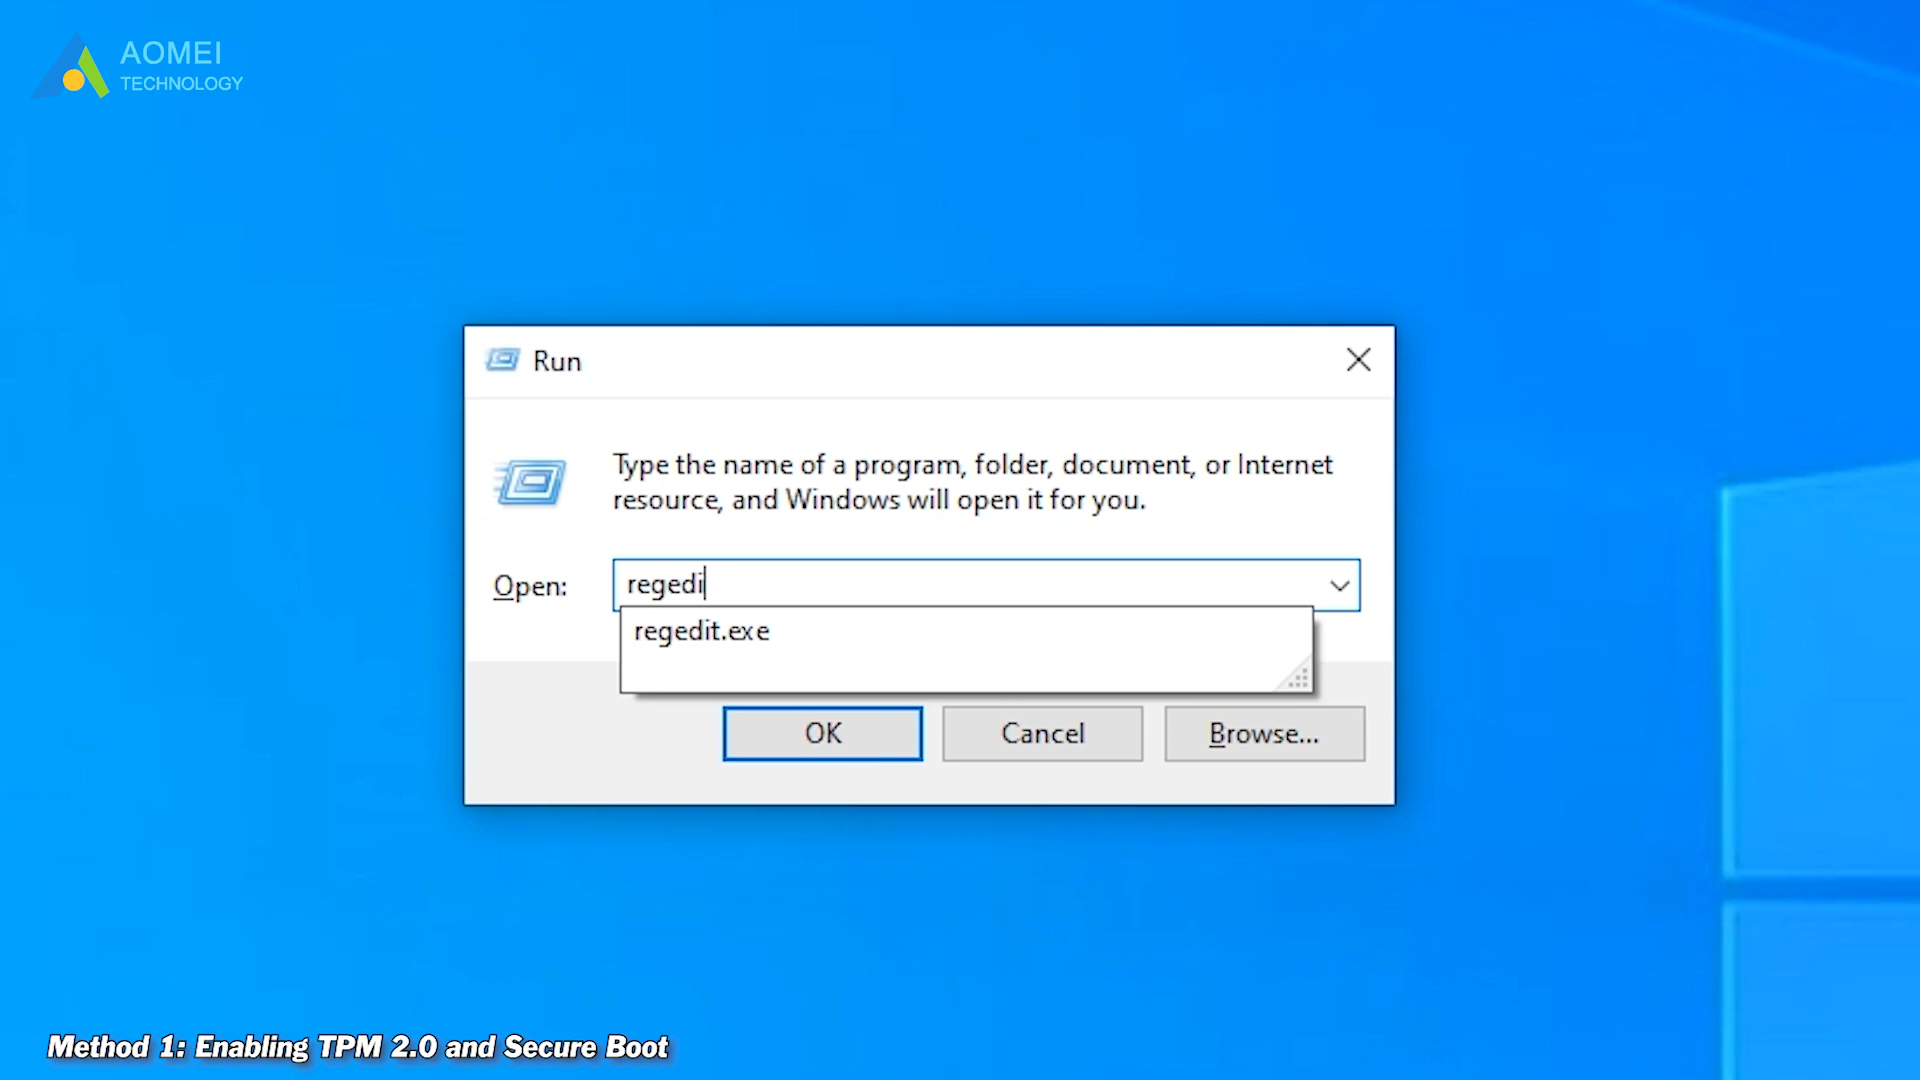 AOMEI
TECHNOLOGY
Run
Type the name of a program, folder, document, or Internet
resource, and Windows will open it for you.
Open:
regedi
regedit.exe
OK
Cancel
Browse...
Method 1: Enabling TPM 2.0 and Secure Boot